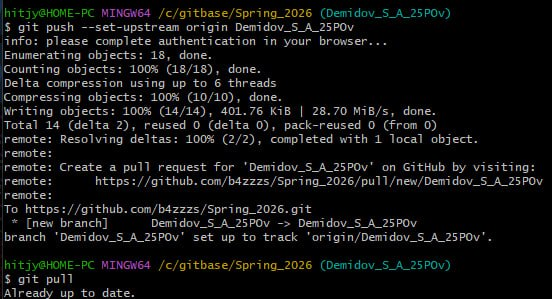 hitjy@HOME-PC MINGW64 /c/gitbase/Spring_2026 (Demidov_S_A_25POv)
$ git push --set-upstream origin Demidov_S_A_25POv
info: please complete authentication in your browser...
Enumerating objects: 18, done.
Counting objects: 100% (18/18), done.
Delta compression using up to 6 threads
Compressing objects: 100% (10/10), done.
Writing objects: 100% (14/14), 401.76 KiB | 28.70 MiB/s, done.
Total 14 (delta 2), reused 0 (delta 0), pack-reused 0 (from 0)
remote: Resolving deltas: 100% (2/2), completed with 1 local object.
remote:
remote: Create a pull request for 'Demidov_S_A_25POv' on GitHub by visiting:
remote:      https://github.com/b4zzzs/Spring_2026/pull/new/Demidov_S_A_25POv
remote:
To https://github.com/b4zzzs/Spring_2026.git
 * [new branch]      Demidov_S_A_25POv -> Demidov_S_A_25POv
branch 'Demidov_S_A_25POv' set up to track 'origin/Demidov_S_A_25POv'.
hitjy@HOME-PC MINGW64 /c/gitbase/Spring_2026 (Demidov_S_A_25POv)
$ git pull
Already up to date.